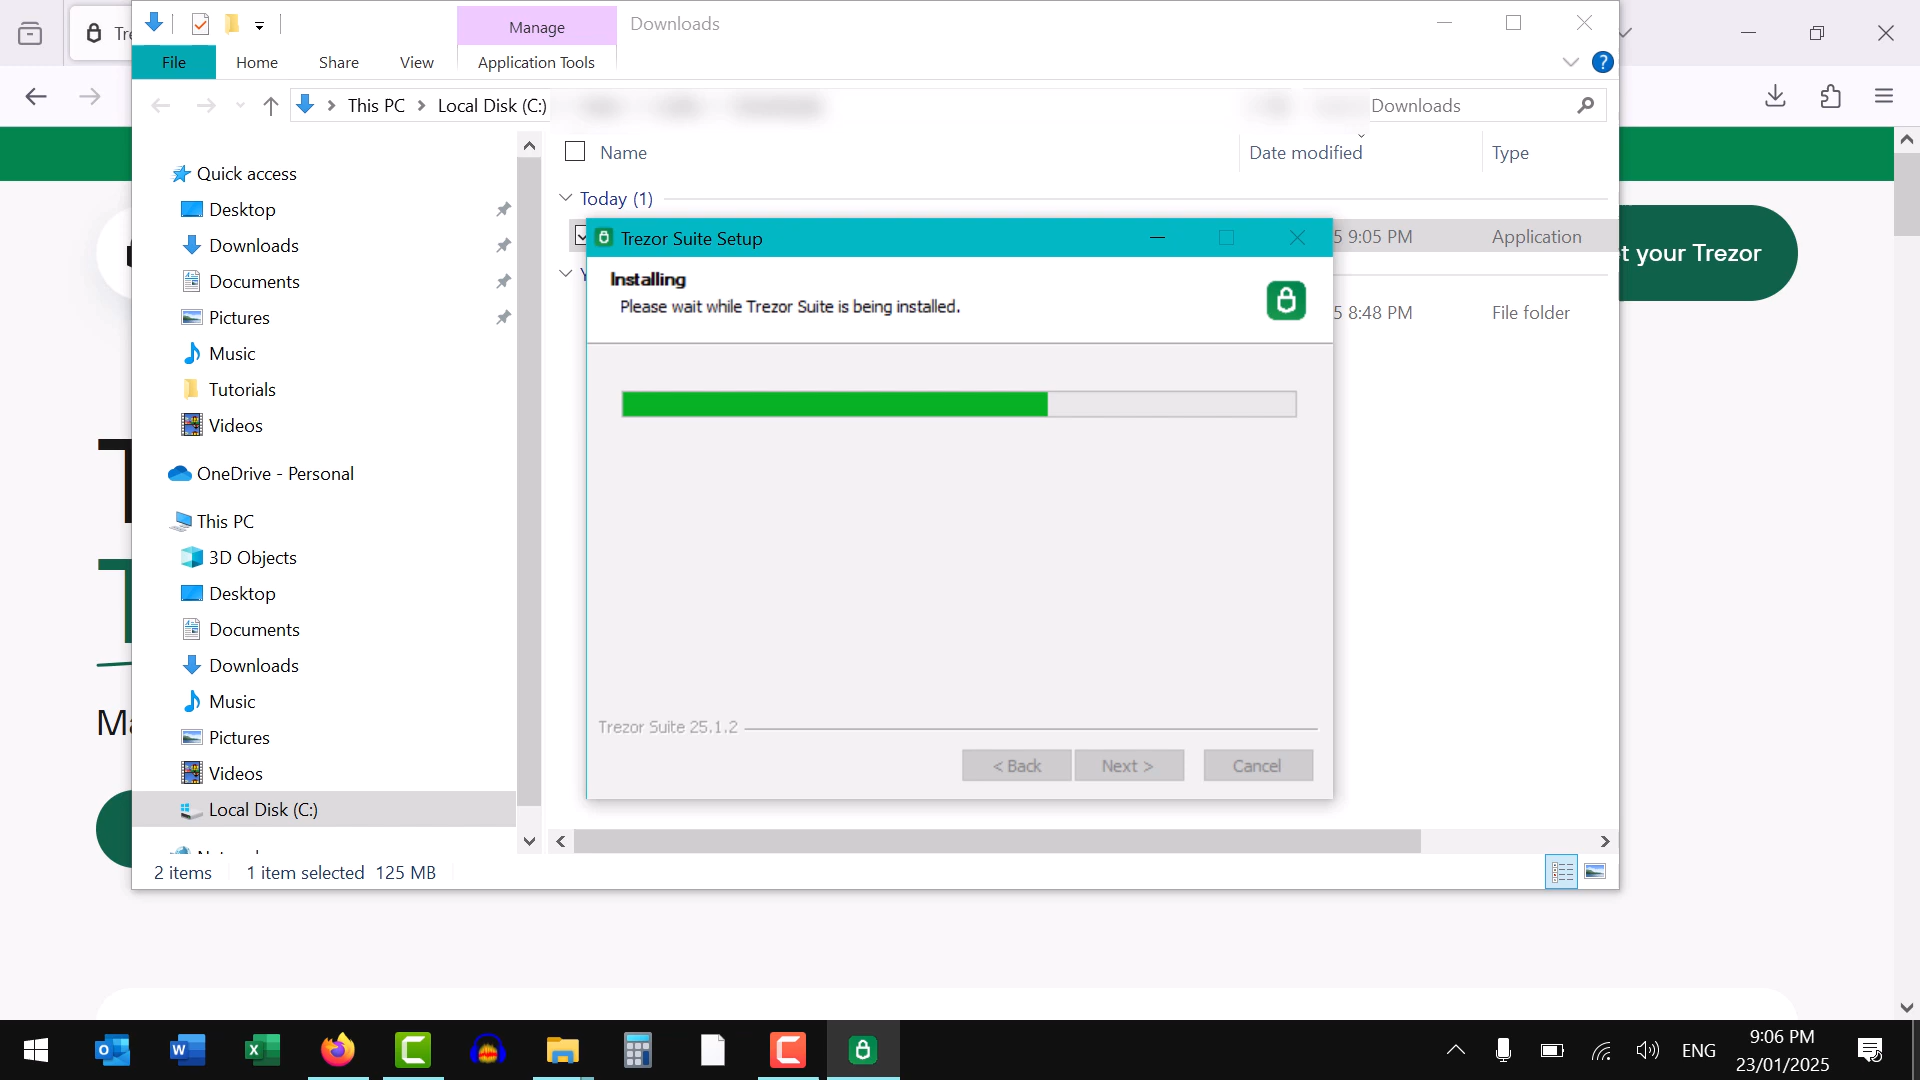 Manage
Downloads
File
Home
Share
View
Application Tools
This PC
Local Disk (C:)
Downloads
Name
Date modified
Type
Quick access
Desktop
Downloads
Documents
Pictures
Music
Tutorials
Videos
OneDrive - Personal
This PC
3D Objects
Desktop
Documents
Downloads
Music
Pictures
Videos
Local Disk (C:)
Today (1)
5 9:05 PM
Application
5 8:48 PM
File folder
Trezor Suite Setup
Installing
Please wait while Trezor Suite is being installed.
Trezor Suite 25.1.2
< Back
Next >
Cancel
2 items
1 item selected 125 MB
t your Trezor
ENG
9:06 PM
23/01/2025